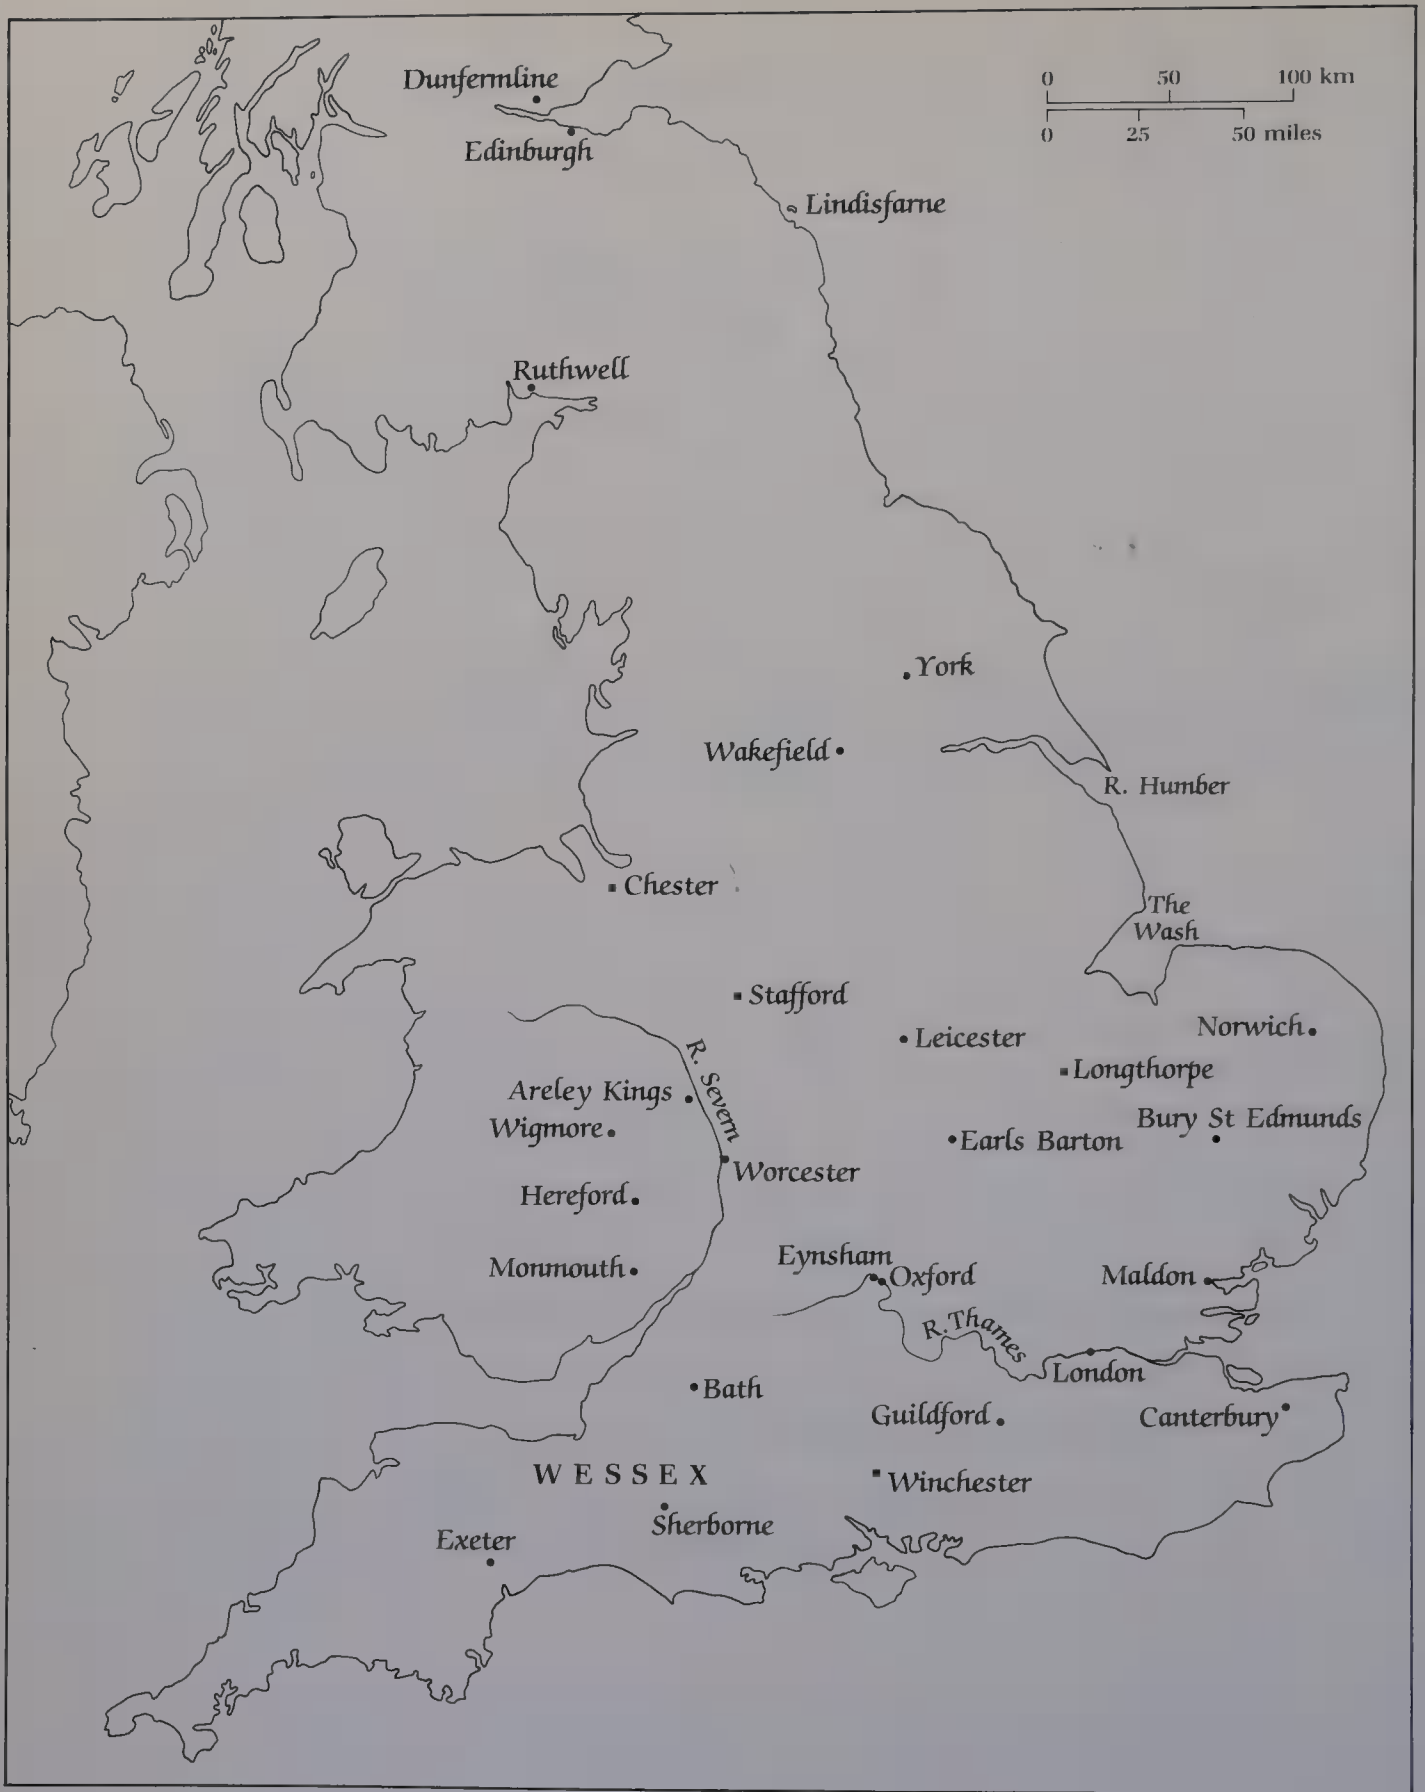 Dunfermline
0 50 100 km
0 25 50 miles
Edinburgh
Lindisfarne
Ruthwell
York
Wakefield
R. Humber
Chester
The
Wash
Stafford
Norwich
Leicester
R. Severn
Longthorpe
Areley Kings
Bury St Edmunds
Wigmore
Earls Barton
Worcester
Hereford
Eynsham
Monmouth
Oxford
Maldon
R. Thames
London
Bath
Guildford
Canterbury
WESSEX
Winchester
Sherborne
Exeter